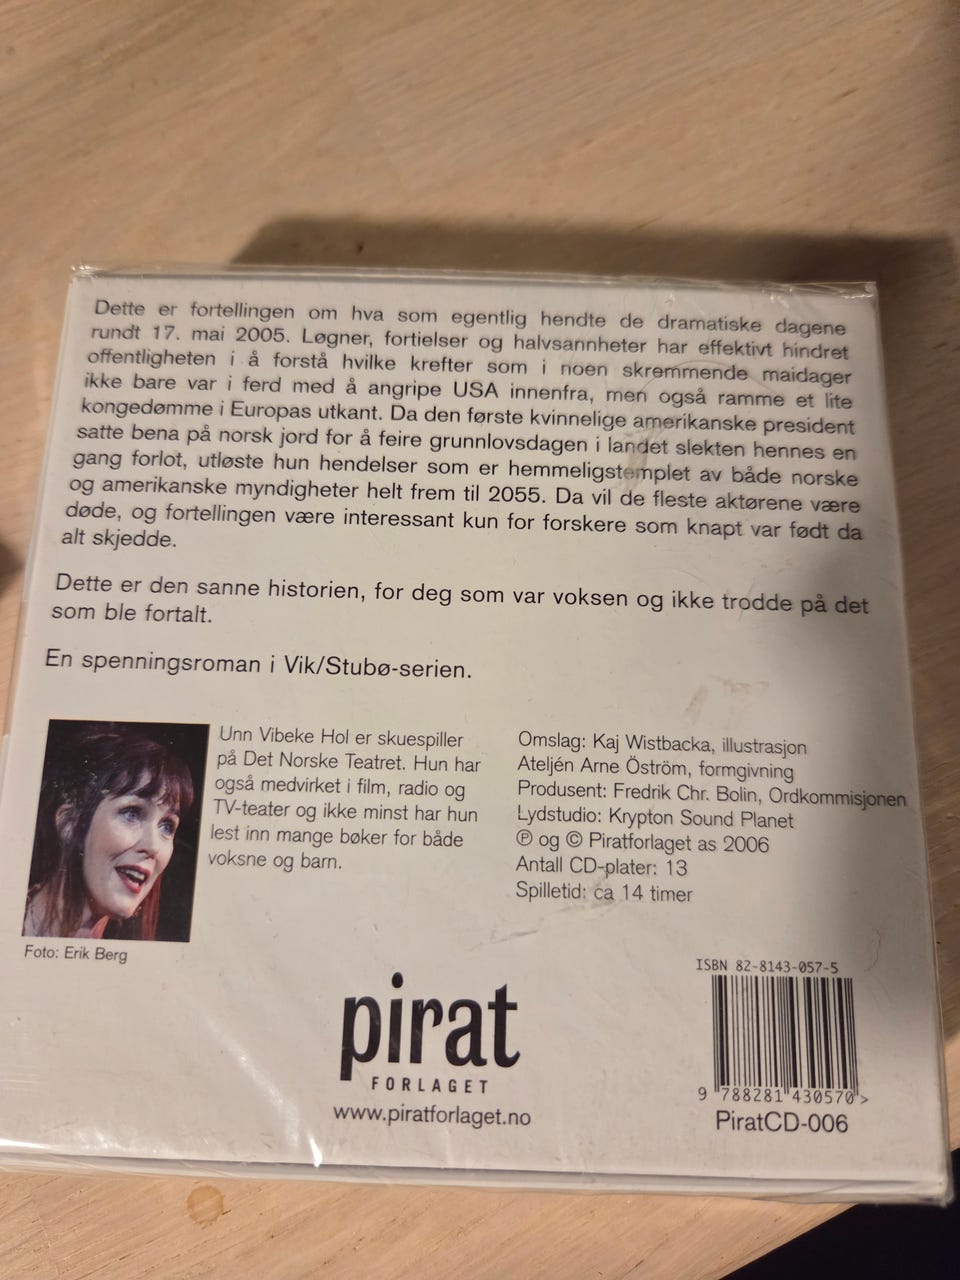 Dette er fortellingen om hva som egentlig hendte de dramatiske dagene
rundt 17. mai 2005. Løgner, fortielser og halvsannheter har effektivt hindret
offentligheten i å forstå hvilke krefter som i noen skremmende maidager
ikke bare var i ferd med å angripe USA innenfra, men også ramme et lite
kongedømme i Europas utkant. Da den første kvinnelige amerikanske president
satte bena på norsk jord for å feire grunnlovsdagen i landet slekten hennes en
gang forlot, utløste hun hendelser som er hemmeligstemplet av både norske
og amerikanske myndigheter helt frem til 2055. Da vil de fleste aktørene være
døde, og fortellingen være interessant kun for forskere som knapt var født da
alt skjedde.
Dette er den sanne historien, for deg som var voksen og ikke trodde på det
som ble fortalt.
En spenningsroman i Vik/Stubø-serien.
Unn Vibeke Hol er skuespiller
på Det Norske Teatret. Hun har
også medvirket i film, radio og
TV-teater og ikke minst har hun
lest inn mange bøker for både
voksne og barn.
Foto: Erik Berg
Omslag: Kaj Wistbacka, illustrasjon
Ateljén Arne Öström, formgivning
Produsent: Fredrik Chr. Bolin, Ordkommisjonen
Lydstudio: Krypton Sound Planet
℗ og © Piratforlaget as 2006
Antall CD-plater: 13
Spilletid: ca 14 timer
pirat
FORLAGET
www.piratforlaget.no
ISBN 82-8143-057-5
9 788281 430570 >
PiratCD-006